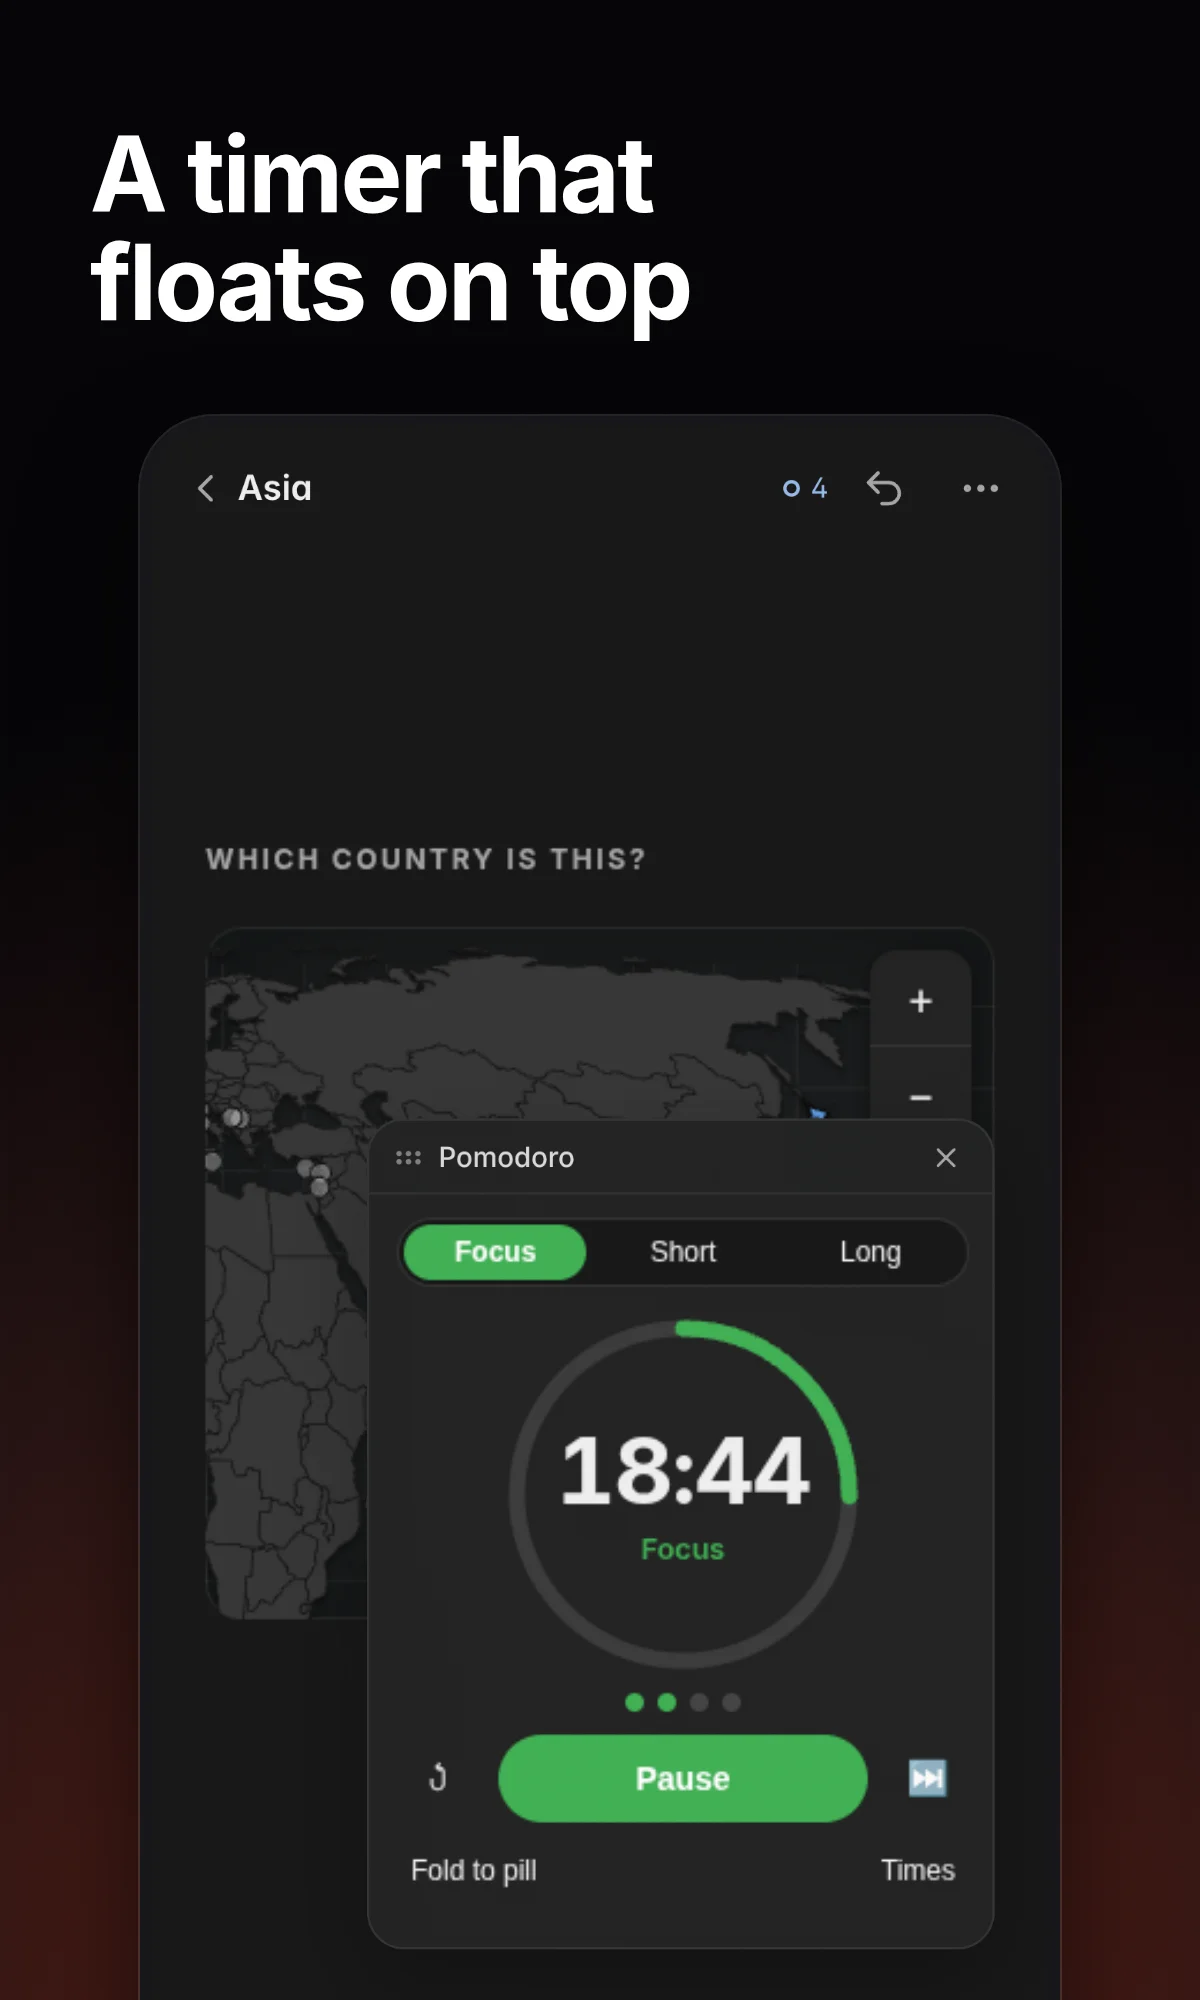 A timer that
floats on top
Asia
4
WHICH COUNTRY IS THIS?
+
−
Pomodoro
Focus Short Long
18:44
Focus
Pause
Fold to pill Times